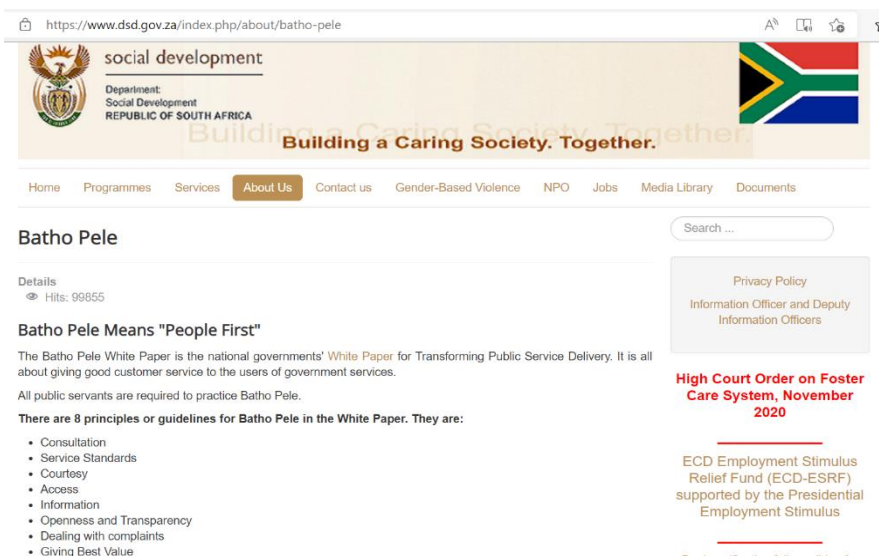 https://www.dsd.gov.za/index.php/about/batho-pele
social development
Department:
Social Development
REPUBLIC OF SOUTH AFRICA
Building a Caring Society. Together.
Building a Caring Society. Together.
Home Programmes Services About Us Contact us Gender-Based Violence NPO Jobs Media Library Documents
Batho Pele
Details
Hits: 99855
Batho Pele Means "People First"
The Batho Pele White Paper is the national governments' White Paper for Transforming Public Service Delivery. It is all
about giving good customer service to the users of government services.
All public servants are required to practice Batho Pele.
There are 8 principles or guidelines for Batho Pele in the White Paper. They are:
• Consultation
• Service Standards
• Courtesy
• Access
• Information
• Openness and Transparency
• Dealing with complaints
• Giving Best Value
Search ...
Privacy Policy
Information Officer and Deputy
Information Officers
High Court Order on Foster
Care System, November
2020
ECD Employment Stimulus
Relief Fund (ECD-ESRF)
supported by the Presidential
Employment Stimulus